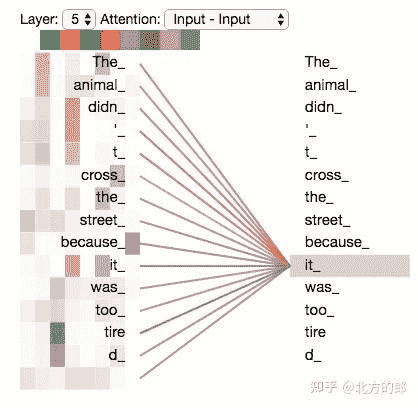 Layer: 5 Attention: Input - Input
The_ The_
animal_ animal_
didn_ didn_
'_ '_
t_ t_
cross_ cross_
the_ the_
street_ street_
because_ because_
it_ it_
was_ was_
too_ too_
tire tire
d_ d_
知乎 @北方的郎